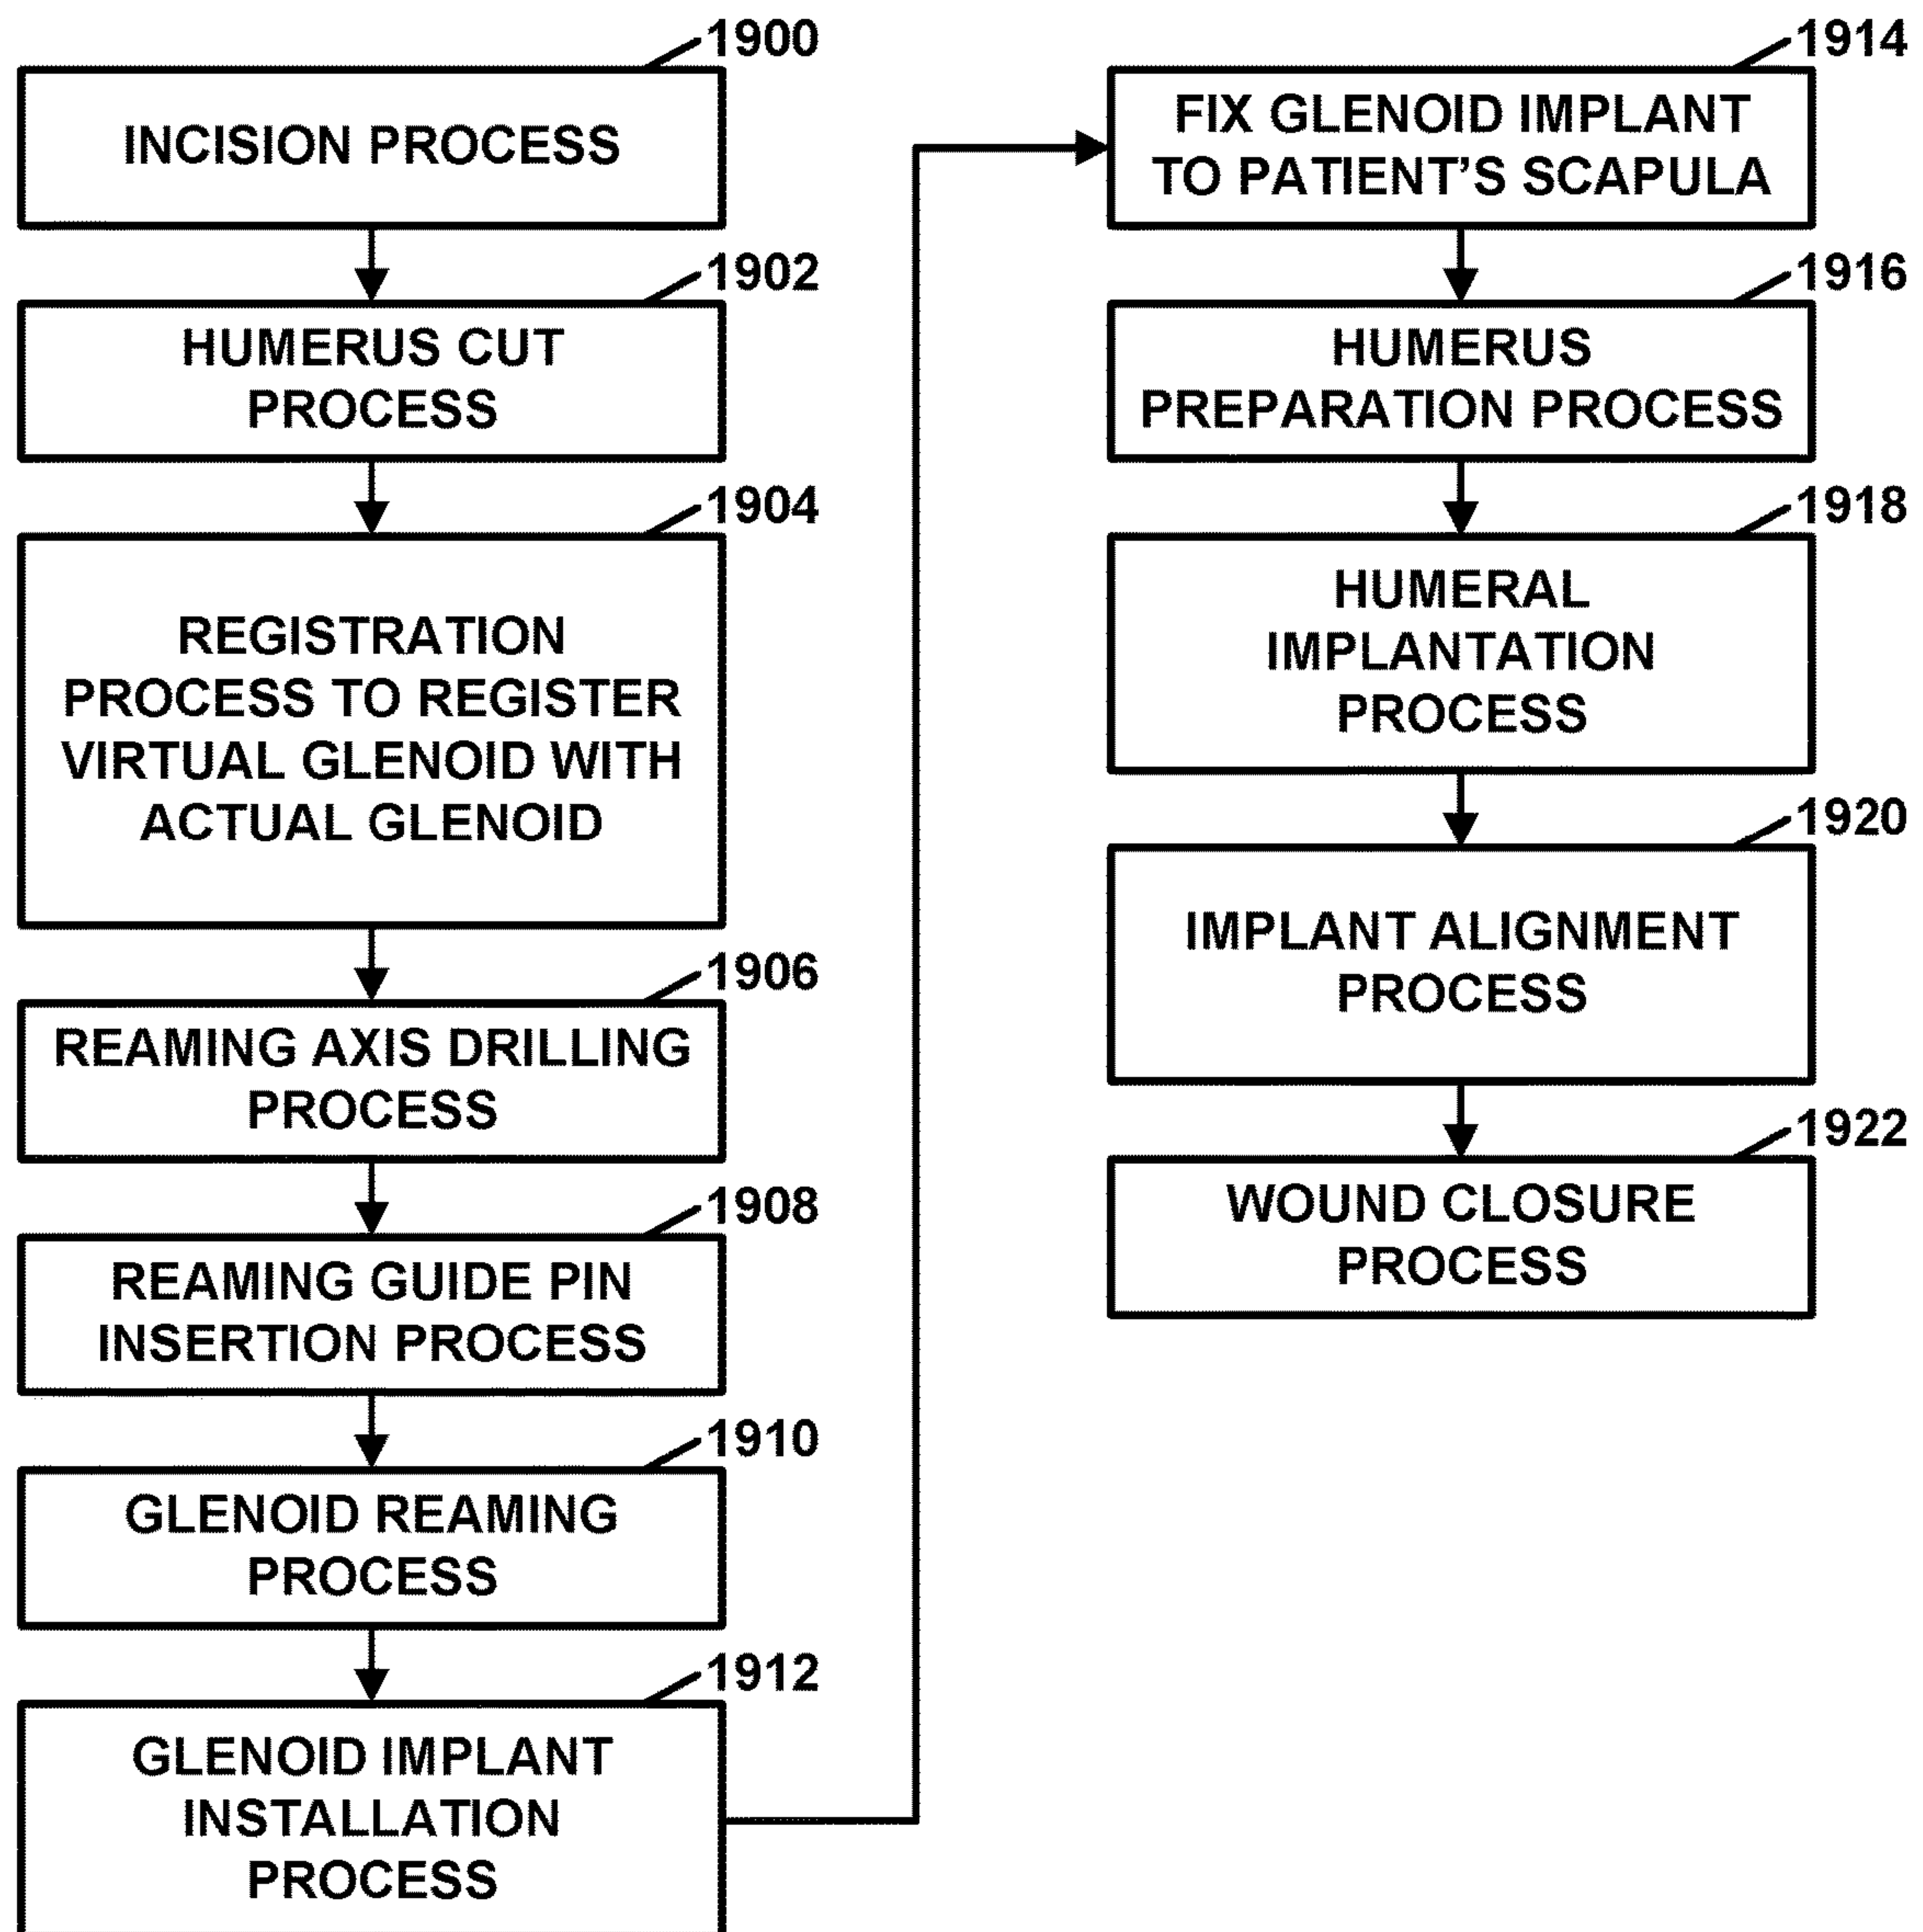 1900
INCISION PROCESS
1902
HUMERUS CUT
PROCESS
1904
REGISTRATION
PROCESS TO REGISTER
VIRTUAL GLENOID WITH
ACTUAL GLENOID
1906
REAMING AXIS DRILLING
PROCESS
1908
REAMING GUIDE PIN
INSERTION PROCESS
1910
GLENOID REAMING
PROCESS
1912
GLENOID IMPLANT
INSTALLATION
PROCESS
1914
FIX GLENOID IMPLANT
TO PATIENT’S SCAPULA
1916
HUMERUS
PREPARATION PROCESS
1918
HUMERAL
IMPLANTATION
PROCESS
1920
IMPLANT ALIGNMENT
PROCESS
1922
WOUND CLOSURE
PROCESS